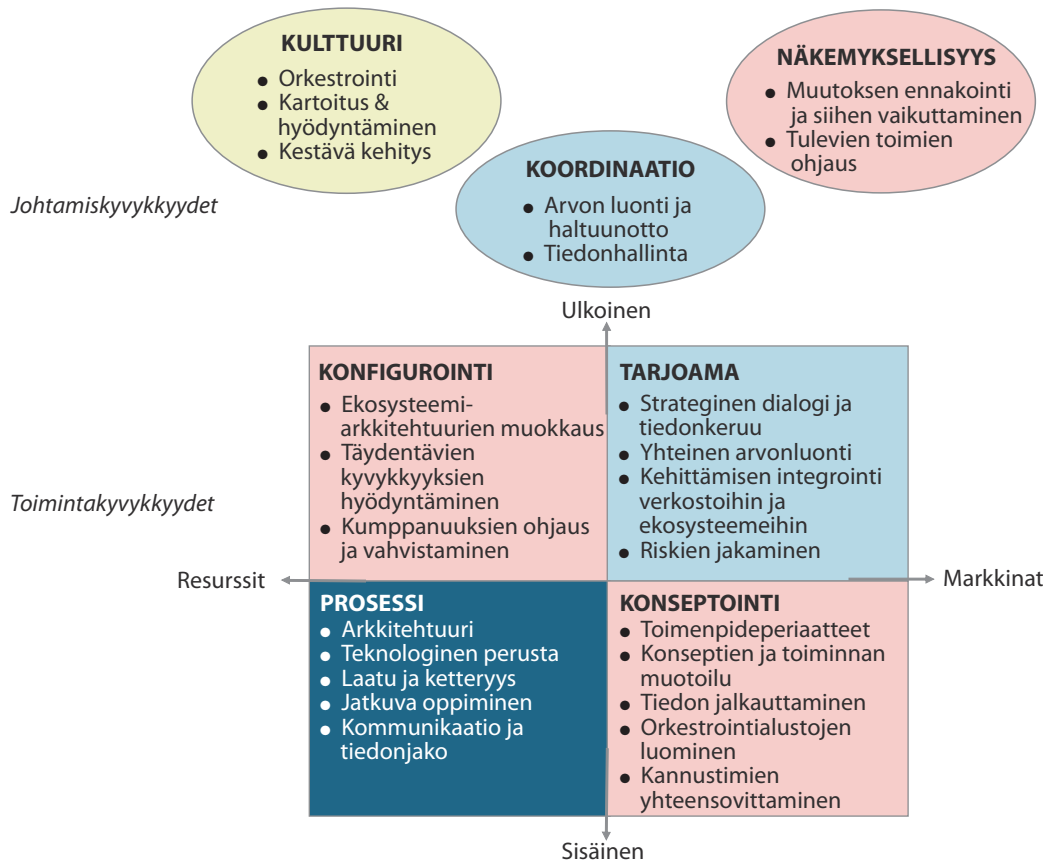 KULTTUURI
● Orkestrointi
● Kartoitus &
hyödyntäminen
● Kestävä kehitys
NÄKEMYKSELLISYYS
● Muutoksen ennakointi
ja siihen vaikuttaminen
● Tulevien toimien
ohjaus
KOORDINAATIO
● Arvon luonti ja
haltuunotto
● Tiedonhallinta
Johtamiskyvykkyydet
Ulkoinen
KONFIGUROINTI
● Ekosysteemi-
arkkitehtuurien muokkaus
● Täydentävien
kyvykkyyksien
hyödyntäminen
● Kumppanuuksien ohjaus
ja vahvistaminen
TARJOAMA
● Strateginen dialogi ja
tiedonkeruu
● Yhteinen arvonluonti
● Kehittämisen integrointi
verkostoihin ja
ekosysteemeihin
● Riskien jakaminen
Toimintakyvykkyydet
Resurssit
Markkinat
PROSESSI
● Arkkitehtuuri
● Teknologinen perusta
● Laatu ja ketteryys
● Jatkuva oppiminen
● Kommunikaatio ja
tiedonjako
KONSEPTOINTI
● Toimenpideperiaatteet
● Konseptien ja toiminnan
muotoilu
● Tiedon jalkauttaminen
● Orkestrointialustojen
luominen
● Kannustimien
yhteensovittaminen
Sisäinen